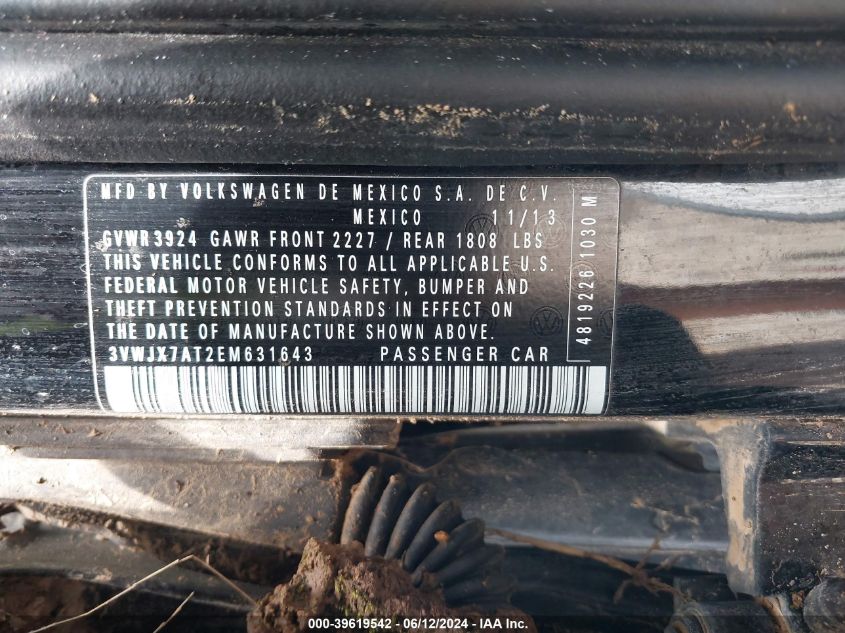 MFD BY VOLKSWAGEN DE MEXICO S.A. DE C.V.
MEXICO 11/13
GVWR 3924 GAWR FRONT 2227 / REAR 1808 LBS
THIS VEHICLE CONFORMS TO ALL APPLICABLE U.S.
FEDERAL MOTOR VEHICLE SAFETY, BUMPER AND
THEFT PREVENTION STANDARDS IN EFFECT ON
THE DATE OF MANUFACTURE SHOWN ABOVE.
3VWJX7AT2EM631643 PASSENGER CAR
4819226 1030 M
000-39619542 - 06/12/2024 - IAA Inc.